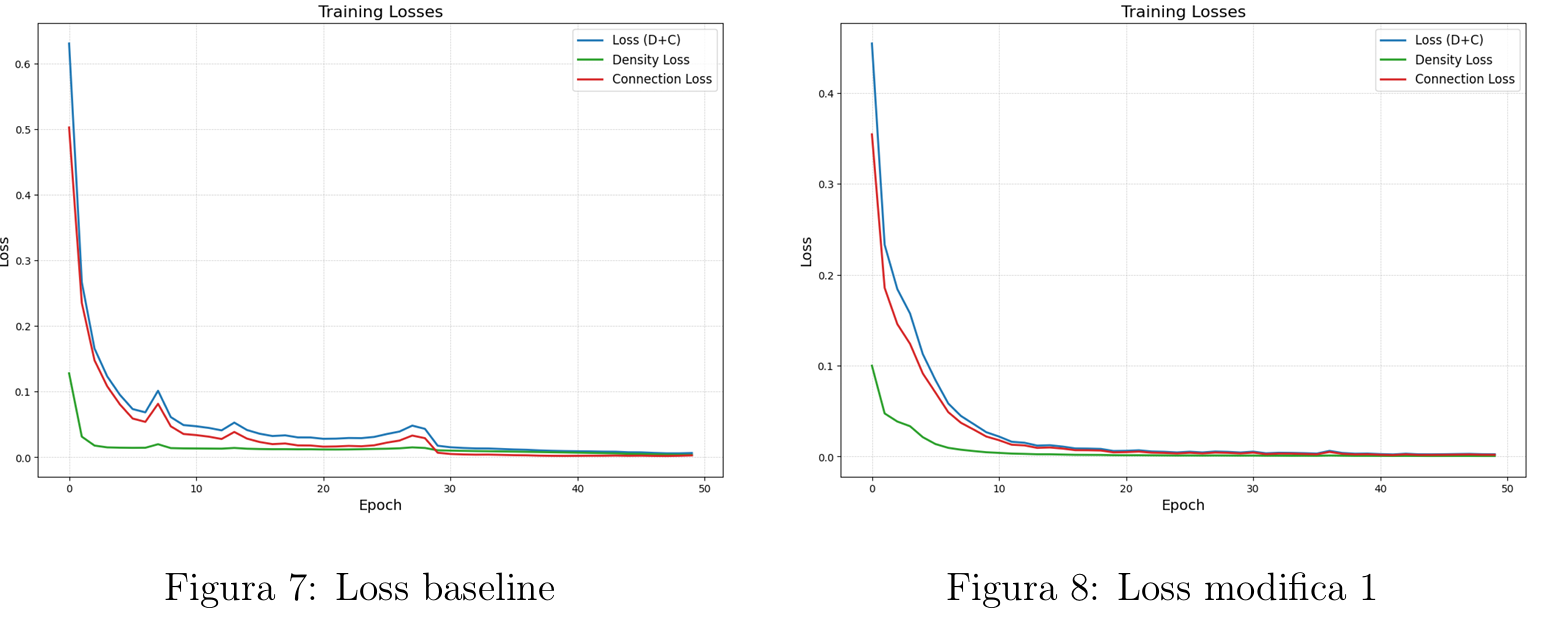 Training Losses
Loss (D+C)
Density Loss
Connection Loss
0.6
0.5
0.4
0.3
0.2
0.1
0.0
Loss
0 10 20 30 40 50
Epoch
Figura 7: Loss baseline
Training Losses
Loss (D+C)
Density Loss
Connection Loss
0.4
0.3
0.2
0.1
0.0
Loss
0 10 20 30 40 50
Epoch
Figura 8: Loss modifica 1